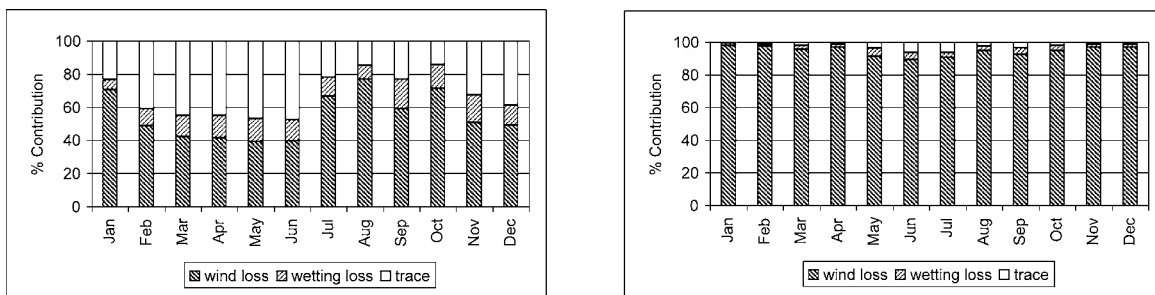 % Contribution
100
80
60
40
20
0
Jan Feb Mar Apr May Jun Jul Aug Sep Oct Nov Dec
wind loss wetting loss trace
% Contribution
100
80
60
40
20
0
Jan Feb Mar Apr May Jun Jul Aug Sep Oct Nov Dec
wind loss wetting loss trace